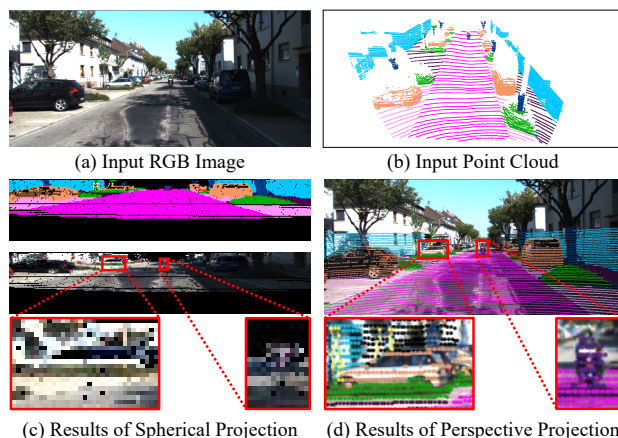 (a) Input RGB Image
(b) Input Point Cloud
(c) Results of Spherical Projection
(d) Results of Perspective Projection